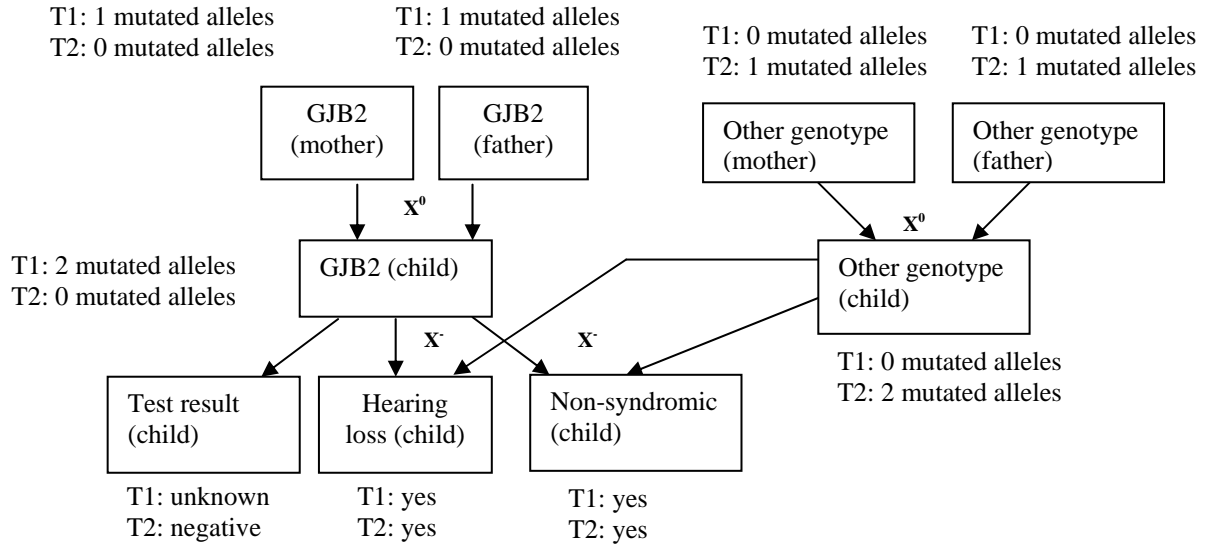 T1: 1 mutated alleles
T2: 0 mutated alleles
T1: 1 mutated alleles
T2: 0 mutated alleles
T1: 0 mutated alleles
T2: 1 mutated alleles
T1: 0 mutated alleles
T2: 1 mutated alleles
GJB2
(mother)
GJB2
(father)
Other genotype
(mother)
Other genotype
(father)
X⁰
X⁰
T1: 2 mutated alleles
T2: 0 mutated alleles
GJB2 (child)
Other genotype
(child)
X⁻
X⁻
T1: 0 mutated alleles
T2: 2 mutated alleles
Test result
(child)
Hearing
loss (child)
Non-syndromic
(child)
T1: unknown
T2: negative
T1: yes
T2: yes
T1: yes
T2: yes